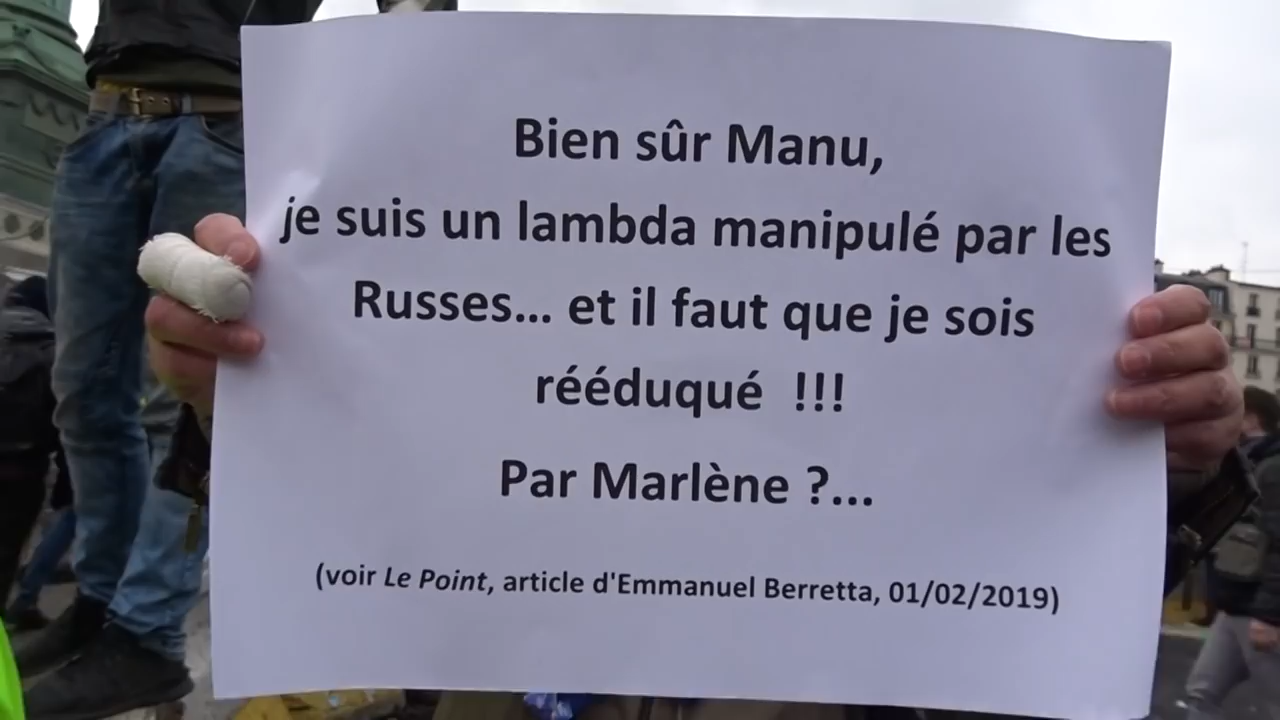 Bien sûr Manu,
je suis un lambda manipulé par les
Russes... et il faut que je sois
rééduqué !!!
Par Marlène ?...
(voir Le Point, article d'Emmanuel Berretta, 01/02/2019)